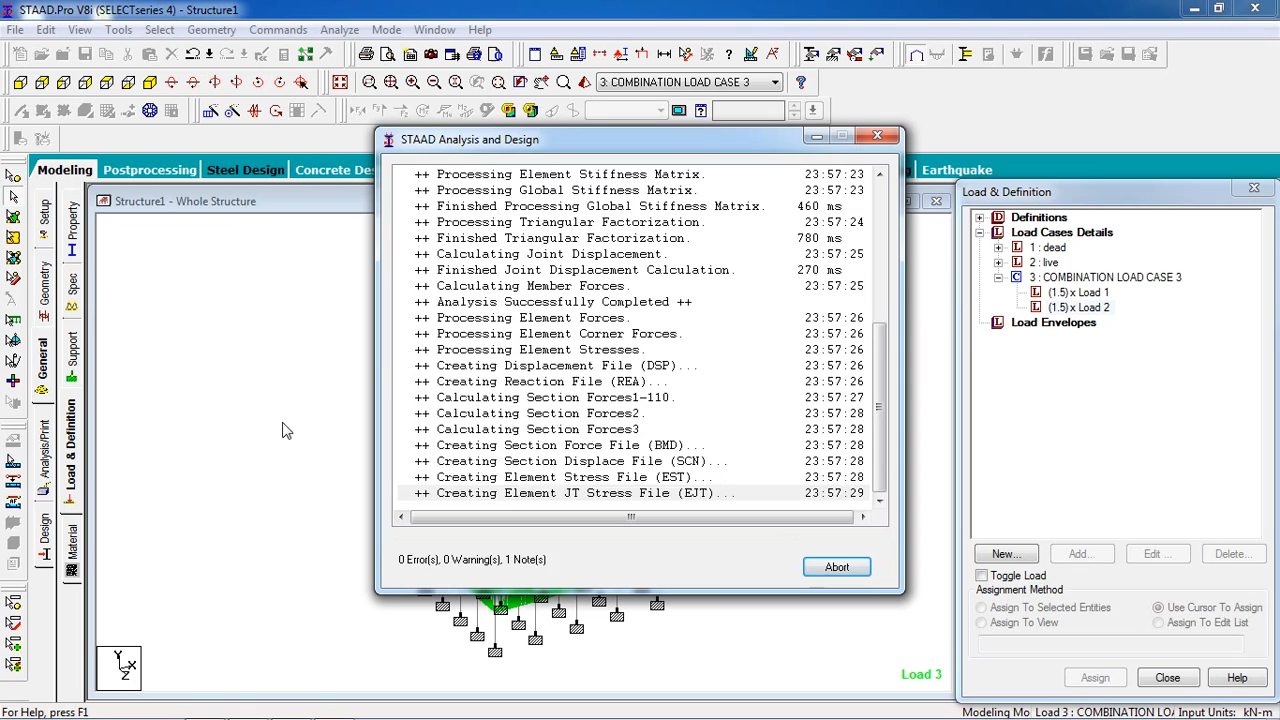 STAAD.Pro V8i (SELECTseries 4) - Structure1
File Edit View Tools Select Geometry Commands Analyze Mode Window Help
3: COMBINATION LOAD CASE 3
Modeling Postprocessing Steel Design Concrete De Earthquake
Structure1 - Whole Structure
Setup
Geometry
General
Analysis/Print
Design
Property
Spec
Support
Load & Definition
Material
STAAD Analysis and Design
++ Processing Element Stiffness Matrix. 23:57:23
++ Processing Global Stiffness Matrix. 23:57:23
++ Finished Processing Global Stiffness Matrix. 460 ms
++ Processing Triangular Factorization. 23:57:24
++ Finished Triangular Factorization. 780 ms
++ Calculating Joint Displacement. 23:57:25
++ Finished Joint Displacement Calculation. 270 ms
++ Calculating Member Forces. 23:57:25
++ Analysis Successfully Completed ++
++ Processing Element Forces. 23:57:26
++ Processing Element Corner Forces. 23:57:26
++ Processing Element Stresses. 23:57:26
++ Creating Displacement File (DSP)... 23:57:26
++ Creating Reaction File (REA)... 23:57:26
++ Calculating Section Forces1-110. 23:57:27
++ Calculating Section Forces2. 23:57:28
++ Calculating Section Forces3 23:57:28
++ Creating Section Force File (BMD)... 23:57:28
++ Creating Section Displace File (SCN)... 23:57:28
++ Creating Element Stress File (EST)... 23:57:28
++ Creating Element JT Stress File (EJT)... 23:57:29
0 Error(s), 0 Warning(s), 1 Note(s)
Abort
Y
X
Z
Load 3
Load & Definition
Definitions
Load Cases Details
1 : dead
2 : live
3 : COMBINATION LOAD CASE 3
(1.5) x Load 1
(1.5) x Load 2
Load Envelopes
New... Add... Edit ... Delete...
Toggle Load
Assignment Method
Assign To Selected Entities Use Cursor To Assign
Assign To View Assign To Edit List
Assign Close Help
For Help, press F1
Modeling Mo Load 3 : COMBINATION LOA Input Units: kN-m